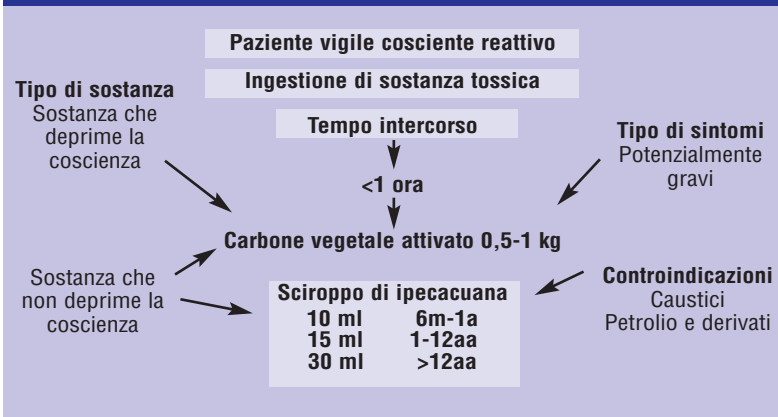 Paziente vigile cosciente reattivo
Ingestione di sostanza tossica
Tipo di sostanza
Sostanza che
deprime la
coscienza
Tempo intercorso
<1 ora
Tipo di sintomi
Potenzialmente
gravi
Carbone vegetale attivato 0,5-1 kg
Sostanza che
non deprime la
coscienza
Sciroppo di ipecacuana
10 ml 6m-1a
15 ml 1-12aa
30 ml >12aa
Controindicazioni
Caustici
Petrolio e derivati